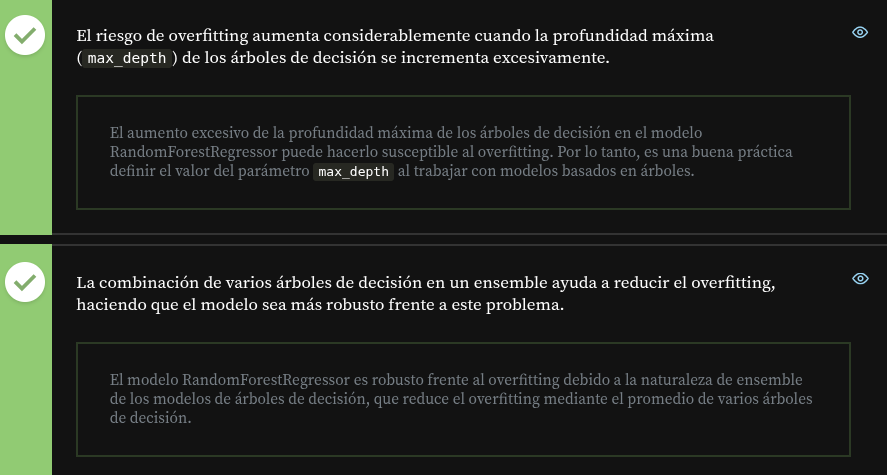 El riesgo de overfitting aumenta considerablemente cuando la profundidad máxima
(max_depth) de los árboles de decisión se incrementa excesivamente.
El aumento excesivo de la profundidad máxima de los árboles de decisión en el modelo
RandomForestRegressor puede hacerlo susceptible al overfitting. Por lo tanto, es una buena práctica
definir el valor del parámetro max_depth al trabajar con modelos basados en árboles.
La combinación de varios árboles de decisión en un ensemble ayuda a reducir el overfitting,
haciendo que el modelo sea más robusto frente a este problema.
El modelo RandomForestRegressor es robusto frente al overfitting debido a la naturaleza de ensemble
de los modelos de árboles de decisión, que reduce el overfitting mediante el promedio de varios árboles
de decisión.